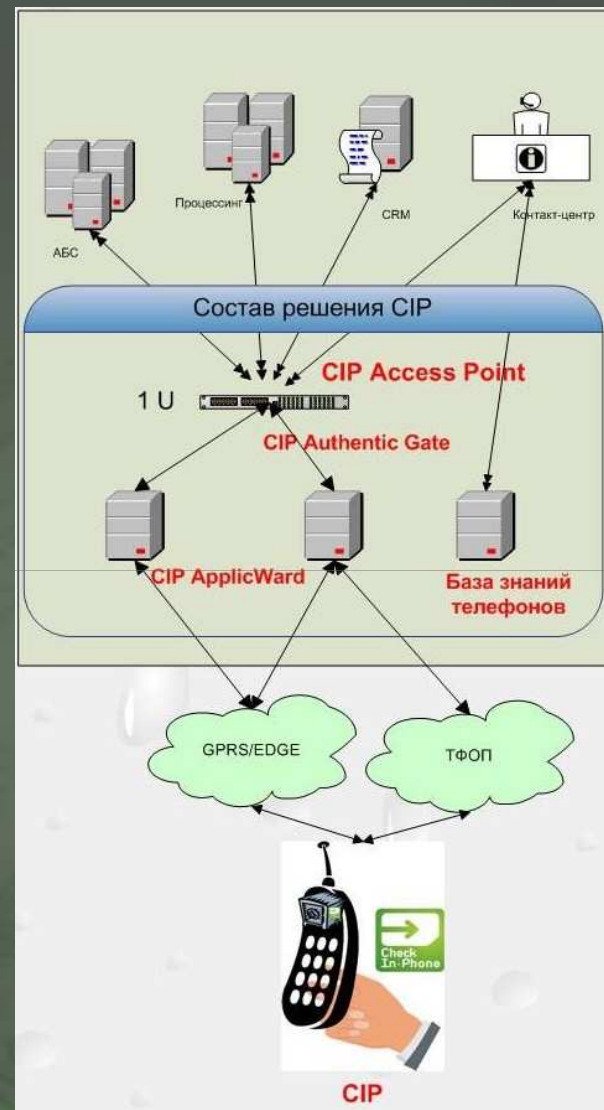 АБС
Процессинг
CRM
Контакт-центр
Состав решения CIP
CIP Access Point
1 U
CIP Authentic Gate
CIP ApplicWard
База знаний
телефонов
GPRS/EDGE
ТФОП
Check
In-Phone
CIP